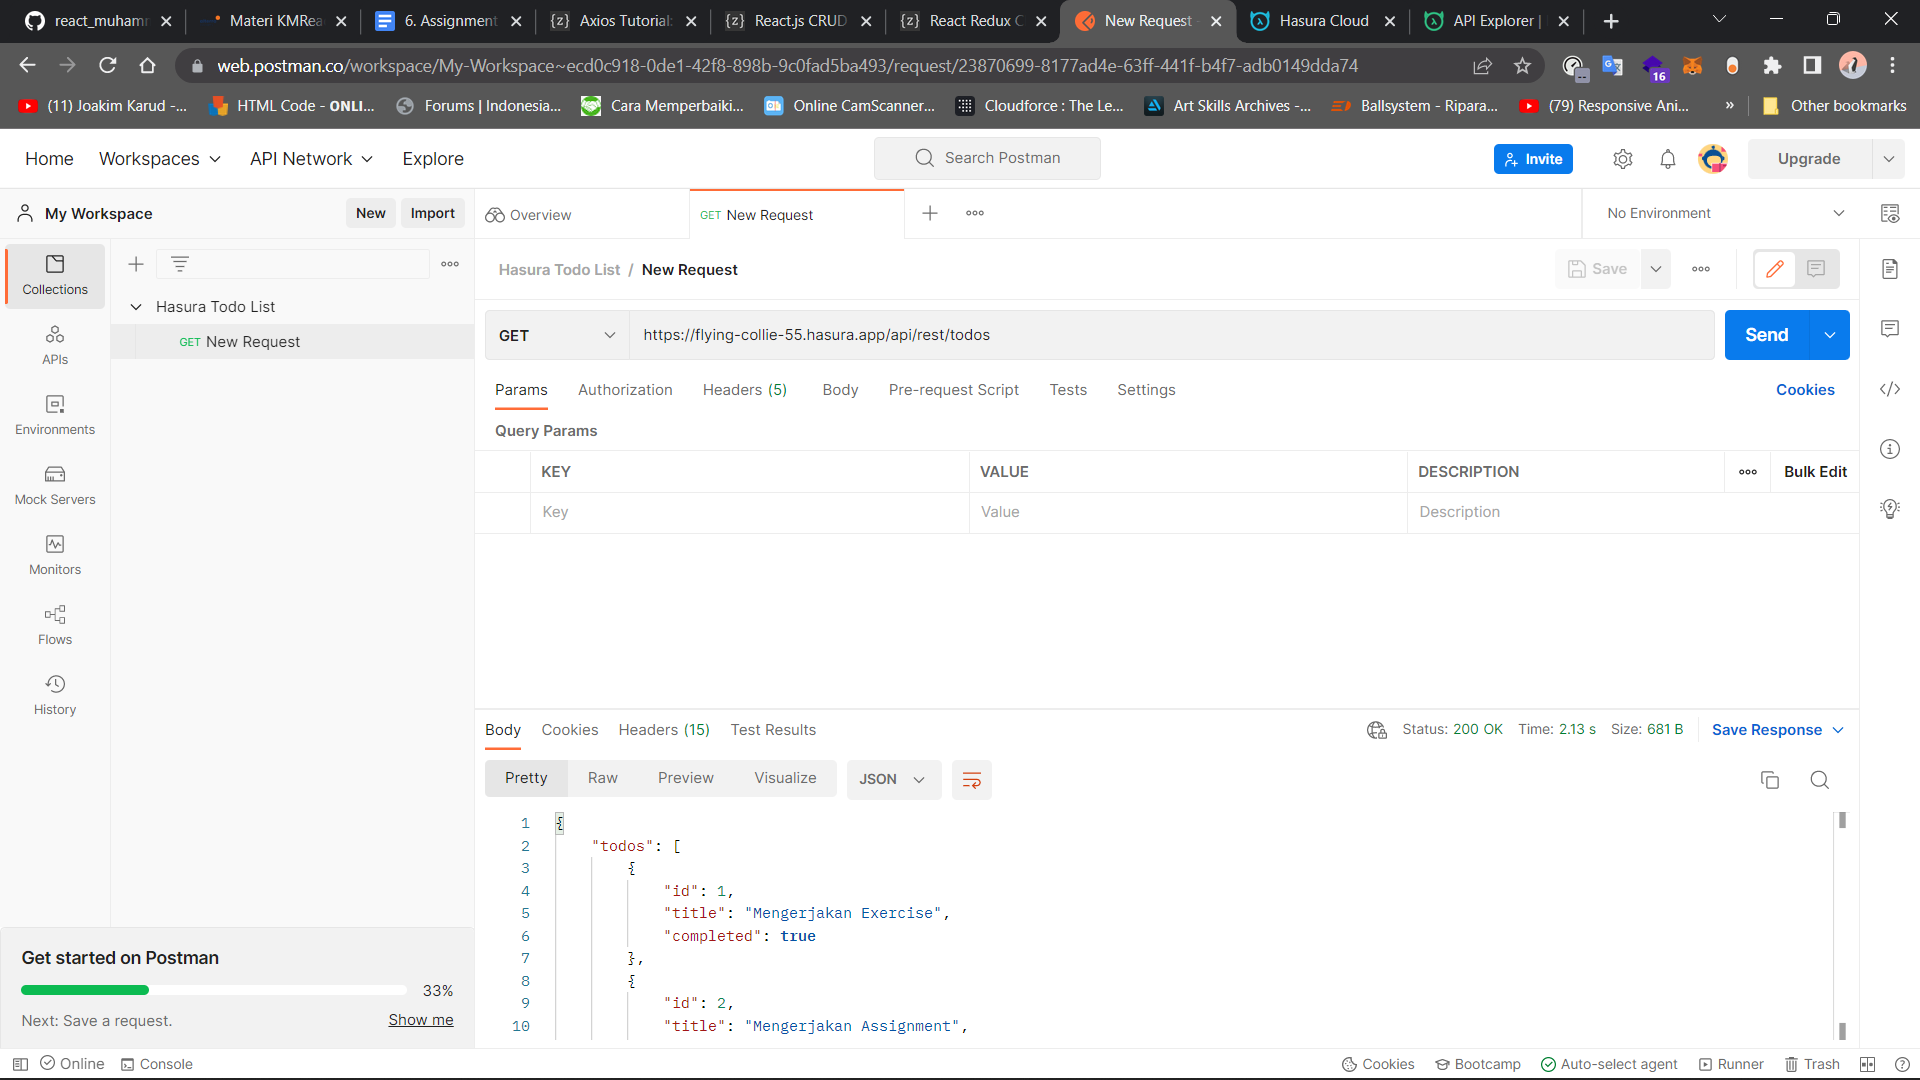 react_muhamm
Materi KMRea
6. Assignment
Axios Tutorial:
React.js CRUD
React Redux C
New Request -
Hasura Cloud
API Explorer |
web.postman.co/workspace/My-Workspace~ecd0c918-0de1-42f8-898b-9c0fad5ba493/request/23870699-8177ad4e-63ff-441f-b4f7-adb0149dda74
16
(11) Joakim Karud -...
HTML Code - ONLI...
Forums | Indonesia...
Cara Memperbaiki...
Online CamScanner...
Cloudforce : The Le...
Art Skills Archives -...
Ballsystem - Ripara...
(79) Responsive Ani...
»
Other bookmarks
Home
Workspaces
API Network
Explore
Search Postman
Invite
Upgrade
My Workspace
New
Import
Overview
GET New Request
No Environment
Collections
APIs
Environments
Mock Servers
Monitors
Flows
History
Hasura Todo List
GET New Request
Hasura Todo List / New Request
Save
GET
https://flying-collie-55.hasura.app/api/rest/todos
Send
Params
Authorization
Headers (5)
Body
Pre-request Script
Tests
Settings
Cookies
Query Params
KEY
VALUE
DESCRIPTION
Bulk Edit
Key
Value
Description
Body
Cookies
Headers (15)
Test Results
Status: 200 OK
Time: 2.13 s
Size: 681 B
Save Response
Pretty
Raw
Preview
Visualize
JSON
1 {
2 "todos": [
3 {
4 "id": 1,
5 "title": "Mengerjakan Exercise",
6 "completed": true
7 },
8 {
9 "id": 2,
10 "title": "Mengerjakan Assignment",
Get started on Postman
33%
Next: Save a request.
Show me
Online
Console
Cookies
Bootcamp
Auto-select agent
Runner
Trash